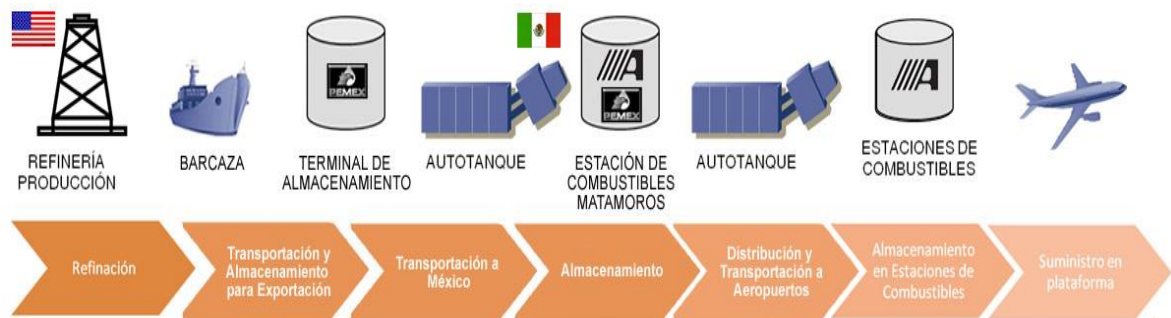 PEMEX
PEMEX
REFINERÍA
PRODUCCIÓN
BARCAZA
TERMINAL DE
ALMACENAMIENTO
AUTOTANQUE
ESTACIÓN DE
COMBUSTIBLES
MATAMOROS
AUTOTANQUE
ESTACIONES DE
COMBUSTIBLES
Refinación
Transportación y
Almacenamiento
para Exportación
Transportación a
México
Almacenamiento
Distribución y
Transportación a
Aeropuertos
Almacenamiento
en Estaciones de
Combustibles
Suministro en
plataforma